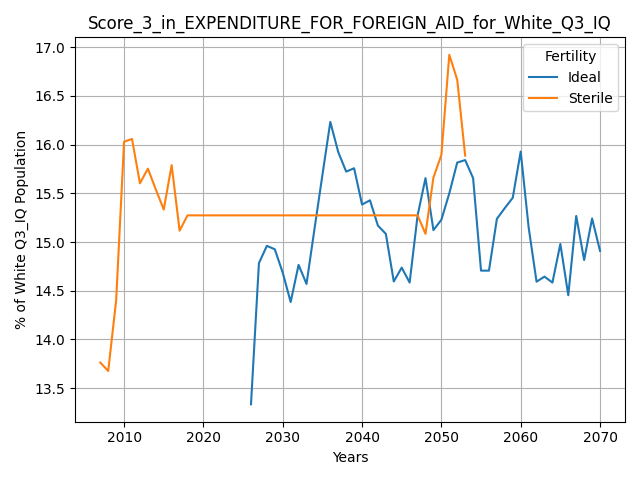 Score_3_in_EXPENDITURE_FOR_FOREIGN_AID_for_White_Q3_IQ
Fertility
Ideal
Sterile
% of White Q3_IQ Population
17.0
16.5
16.0
15.5
15.0
14.5
14.0
13.5
2010 2020 2030 2040 2050 2060 2070
Years